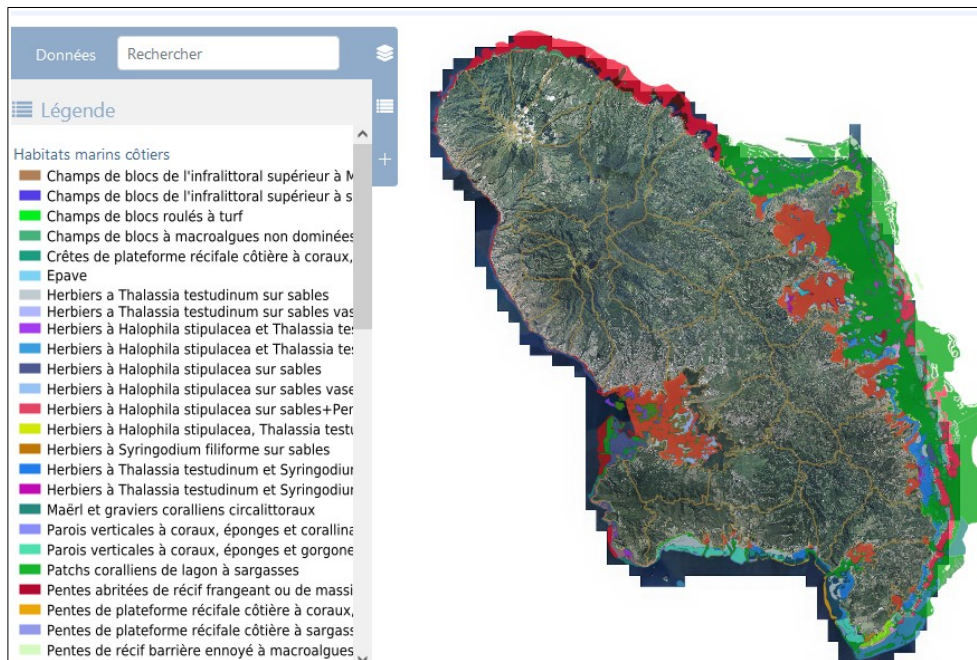 Données
Rechercher
Légende
Habitats marins côtiers
Champs de blocs de l'infralittoral supérieur à M
Champs de blocs de l'infralittoral supérieur à s
Champs de blocs roulés à turf
Champs de blocs à macroalgues non dominées
Crêtes de plateforme récifale côtière à coraux,
Epave
Herbiers a Thalassia testudinum sur sables
Herbiers a Thalassia testudinum sur sables vas
Herbiers à Halophila stipulacea et Thalassia tes
Herbiers à Halophila stipulacea et Thalassia tes
Herbiers à Halophila stipulacea sur sables
Herbiers à Halophila stipulacea sur sables vase
Herbiers à Halophila stipulacea sur sables+Per
Herbiers à Halophila stipulacea, Thalassia testu
Herbiers à Syringodium filiforme sur sables
Herbiers à Thalassia testudinum et Syringodiur
Herbiers à Thalassia testudinum et Syringodiur
Maërl et graviers coralliens circalittoraux
Parois verticales à coraux, éponges et corallina
Parois verticales à coraux, éponges et gorgone
Patchs coralliens de lagon à sargasses
Pentes abritées de récif frangeant ou de massi
Pentes de plateforme récifale côtière à coraux,
Pentes de plateforme récifale côtière à sargass
Pentes de récif barrière ennoyé à macroalgues